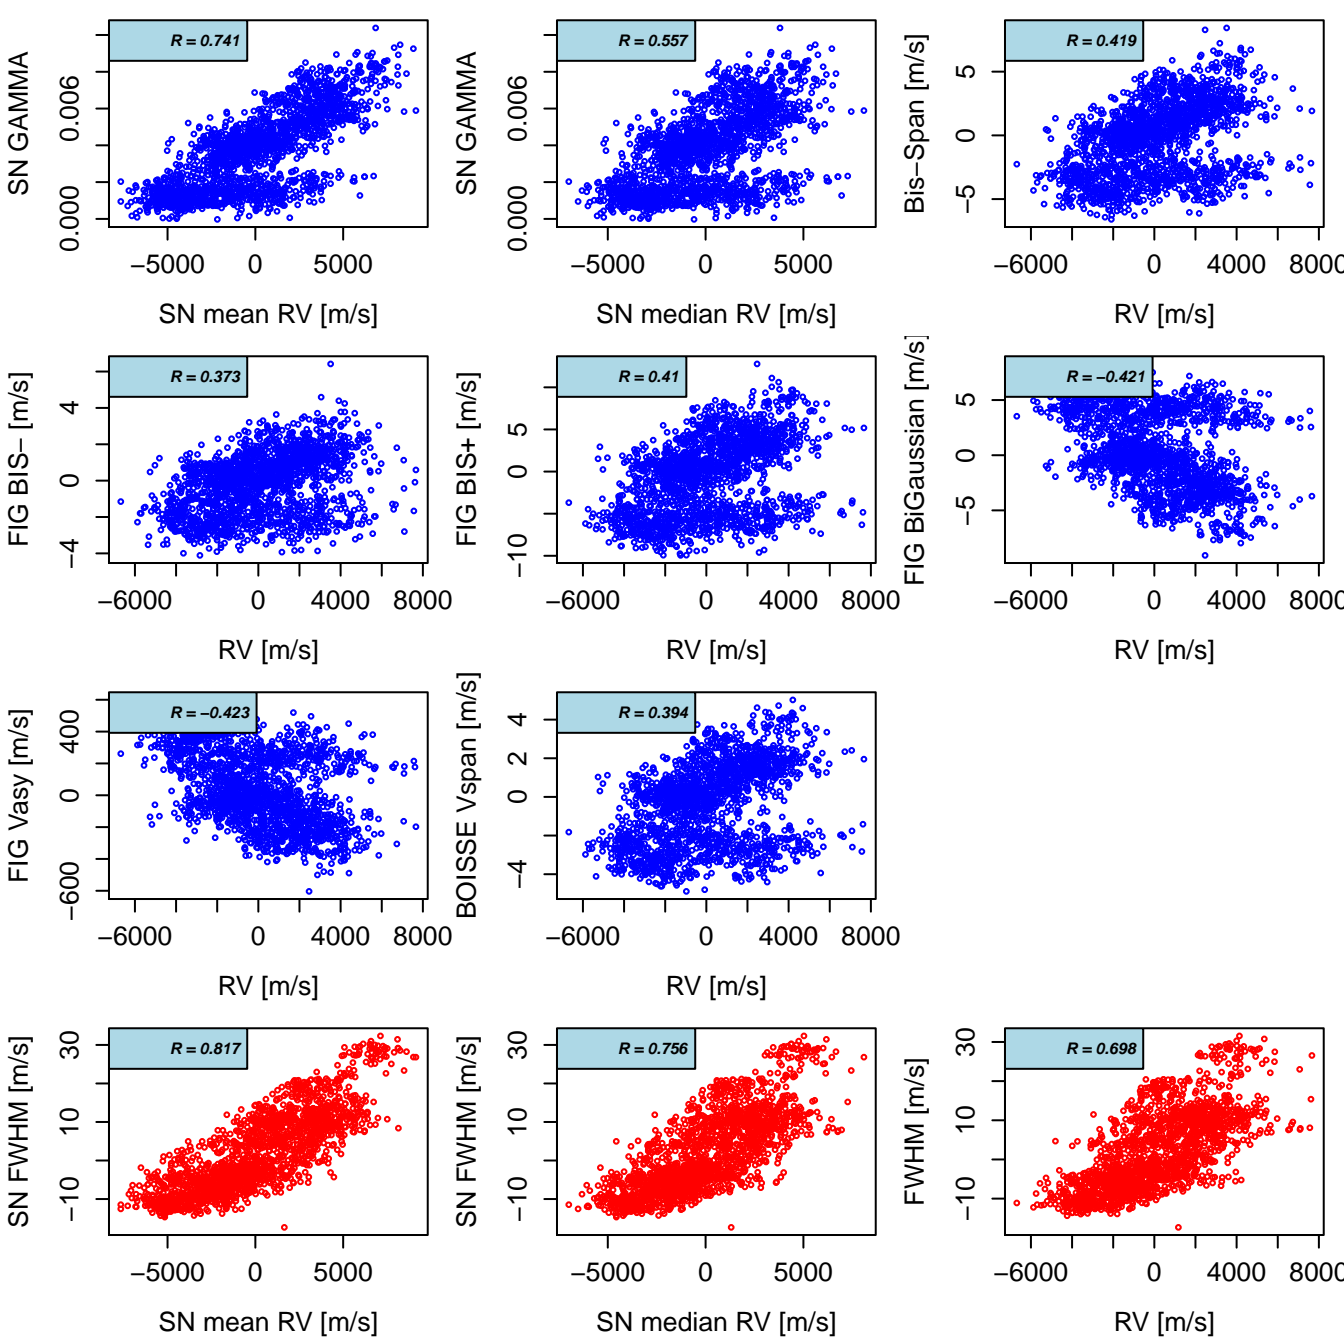 SN GAMMA
0.006
0.000
R = 0.741
−5000 0 5000
SN mean RV [m/s]
SN GAMMA
0.006
0.000
R = 0.557
−5000 0 5000
SN median RV [m/s]
Bis−Span [m/s]
5
0
−5
R = 0.419
−6000 0 4000 8000
RV [m/s]
FIG BIS− [m/s]
4
0
−4
R = 0.373
−6000 0 4000 8000
RV [m/s]
FIG BIS+ [m/s]
5
0
−10
R = 0.41
−6000 0 4000 8000
RV [m/s]
FIG BiGaussian [m/s]
5
0
−5
R = −0.421
−6000 0 4000 8000
RV [m/s]
FIG Vasy [m/s]
400
0
−600
R = −0.423
−6000 0 4000 8000
RV [m/s]
BOISSE Vspan [m/s]
4
2
0
−4
R = 0.394
−6000 0 4000 8000
RV [m/s]
SN FWHM [m/s]
30
10
−10
R = 0.817
−5000 0 5000
SN mean RV [m/s]
SN FWHM [m/s]
30
10
−10
R = 0.756
−5000 0 5000
SN median RV [m/s]
FWHM [m/s]
30
10
−10
R = 0.698
−6000 0 4000 8000
RV [m/s]